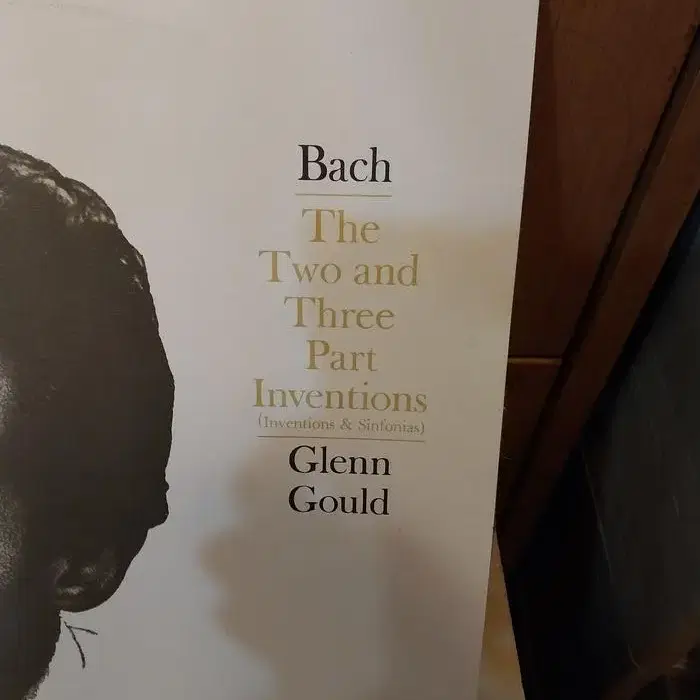 Bach
The
Two and
Three
Part
Inventions
(Inventions & Sinfonias)
Glenn
Gould